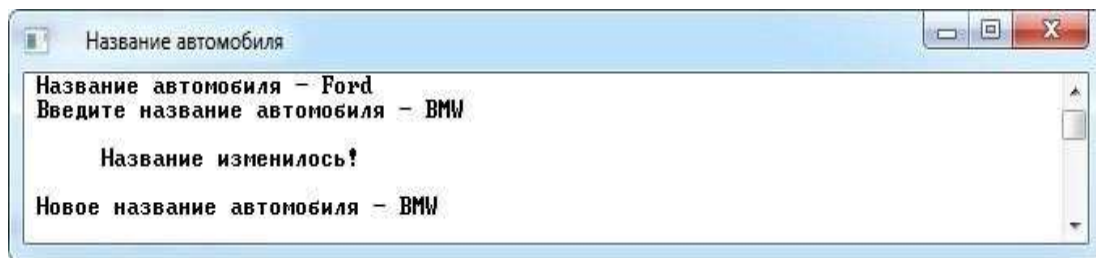 Название автомобиля
Название автомобиля - Ford
Введите название автомобиля - BMW
Название изменилось!
Новое название автомобиля - BMW